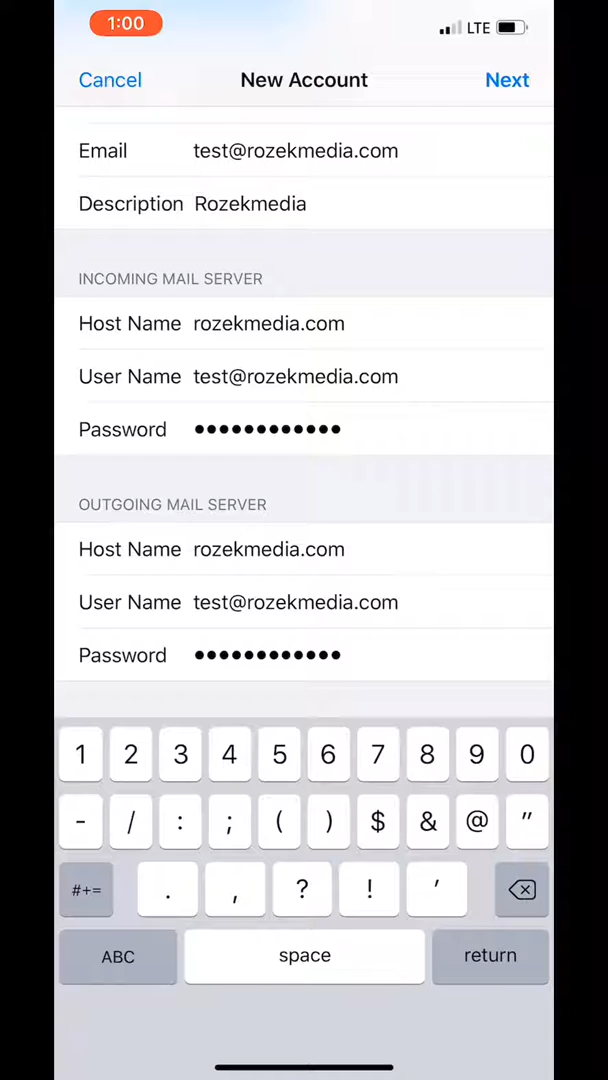 1:00 LTE
Cancel New Account Next
Email test@rozekmedia.com
Description Rozekmedia
INCOMING MAIL SERVER
Host Name rozekmedia.com
User Name test@rozekmedia.com
Password ••••••••••••
OUTGOING MAIL SERVER
Host Name rozekmedia.com
User Name test@rozekmedia.com
Password ••••••••••••
1 2 3 4 5 6 7 8 9 0
- / : ; ( ) $ & @ "
#+= . , ? ! '
ABC space return